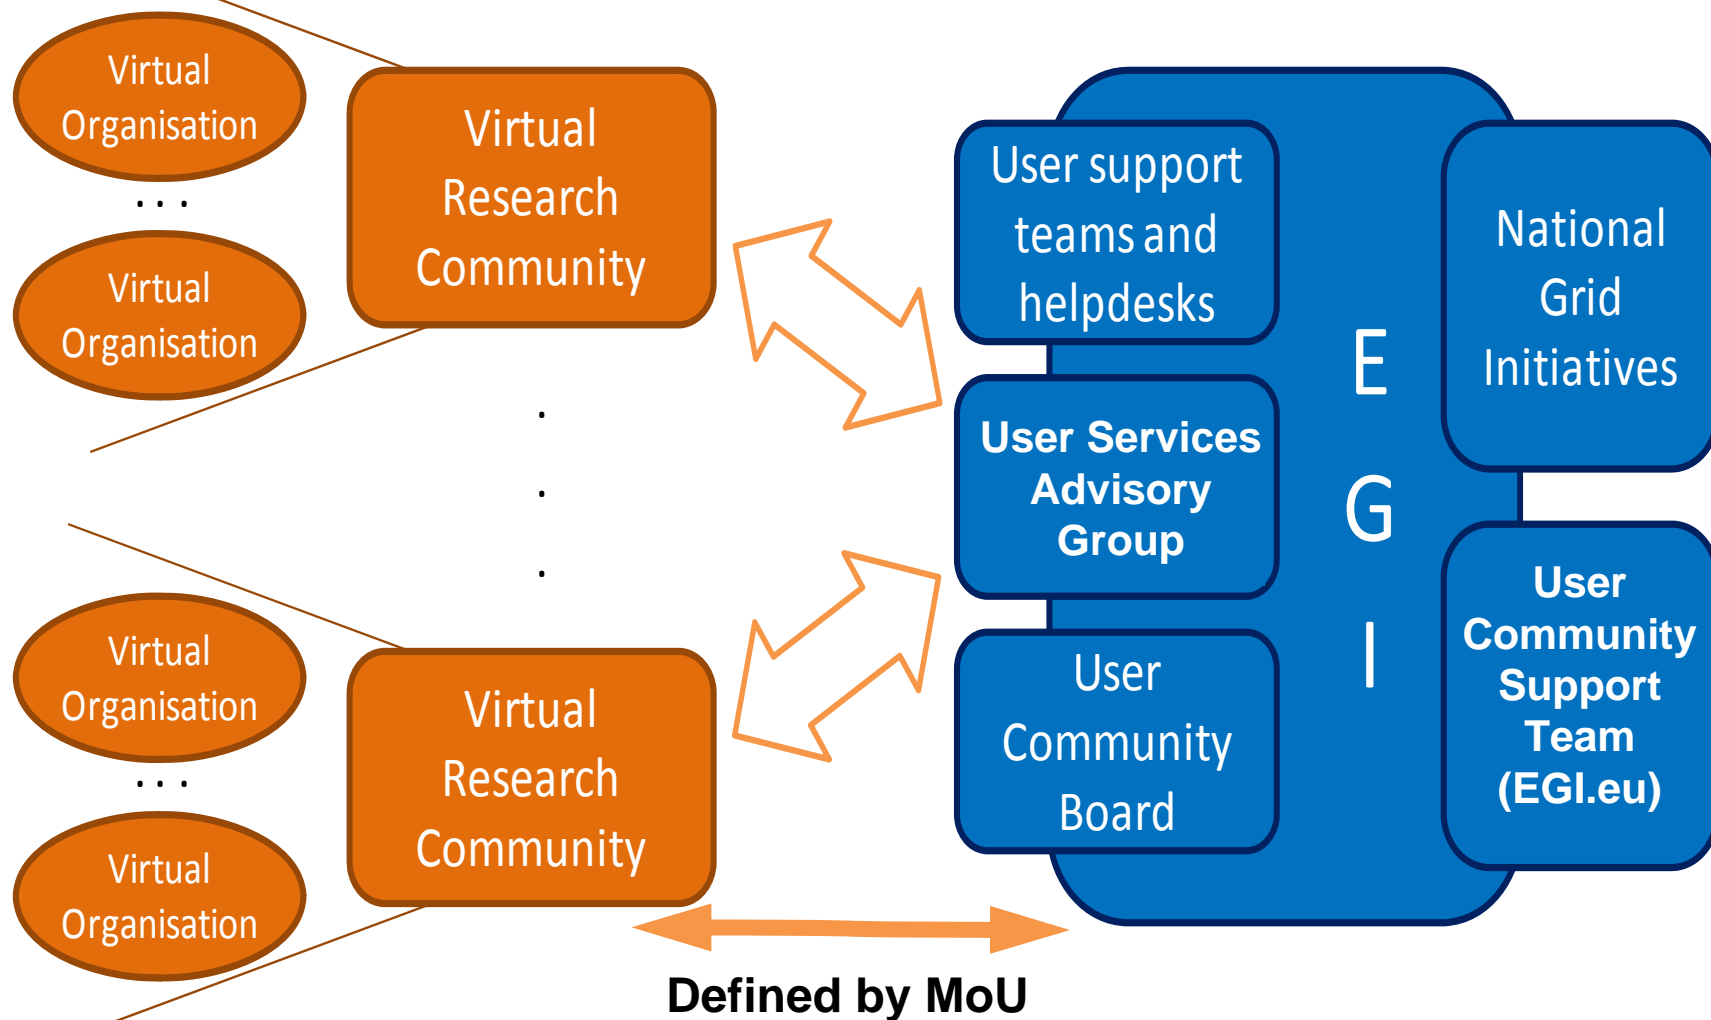 Virtual
Organisation
. . .
Virtual
Organisation
Virtual
Research
Community
.
.
.
Virtual
Organisation
. . .
Virtual
Organisation
Virtual
Research
Community
User support
teams and
helpdesks
User Services
Advisory
Group
User
Community
Board
E
G
I
National
Grid
Initiatives
User
Community
Support
Team
(EGI.eu)
Defined by MoU